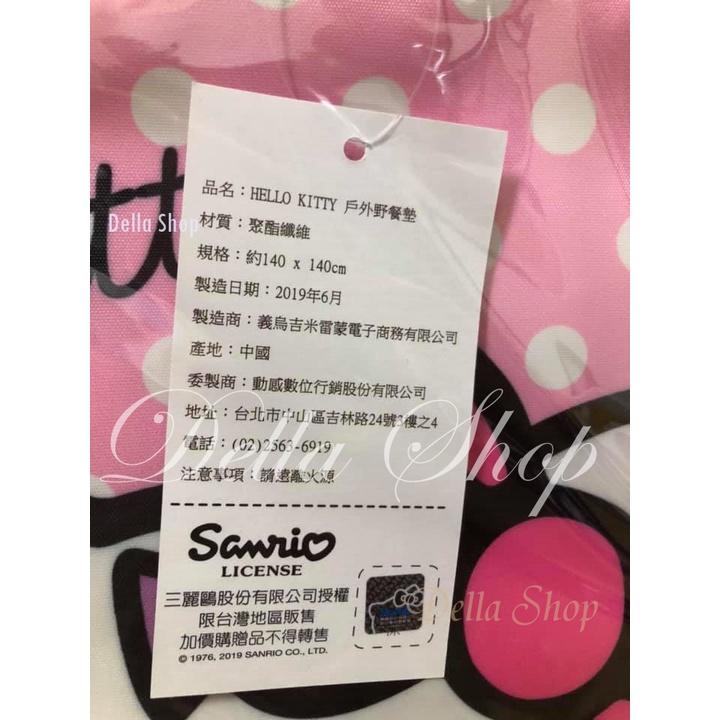 Della Shop
tt
品名：HELLO KITTY 戶外野餐墊
材質：聚酯纖維
規格：約140 x 140cm
製造日期：2019年6月
製造商：義烏吉米雷蒙電子商務有限公司
產地：中國
委製商：動感數位行銷股份有限公司
地址：台北市中山區吉林路24號3樓之4
電話：(02)2563-6919
注意事項：請遠離火源
Della Shop
Sanrio
LICENSE
三麗鷗股份有限公司授權
限台灣地區販售
加價購贈品不得轉售
© 1976, 2019 SANRIO CO., LTD.
Della Shop